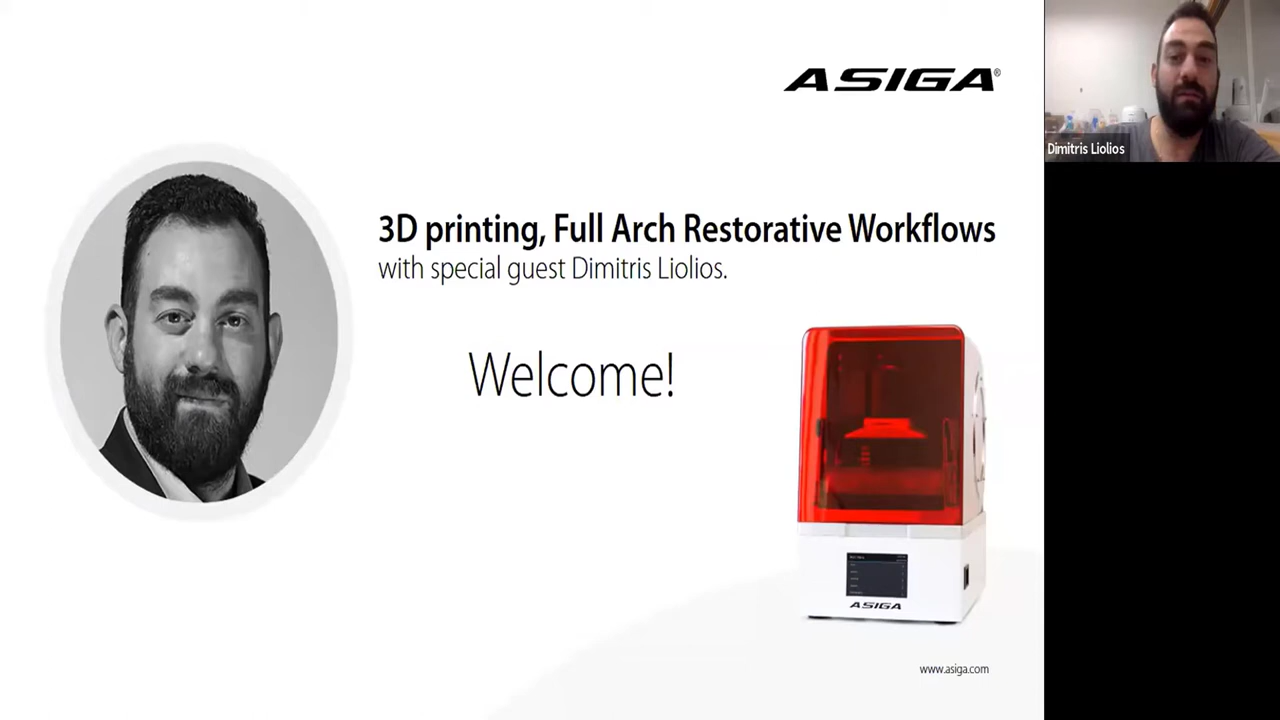 ASIGA®
3D printing, Full Arch Restorative Workflows
with special guest Dimitris Liolios.
Welcome!
ASIGA
www.asiga.com
Dimitris Liolios